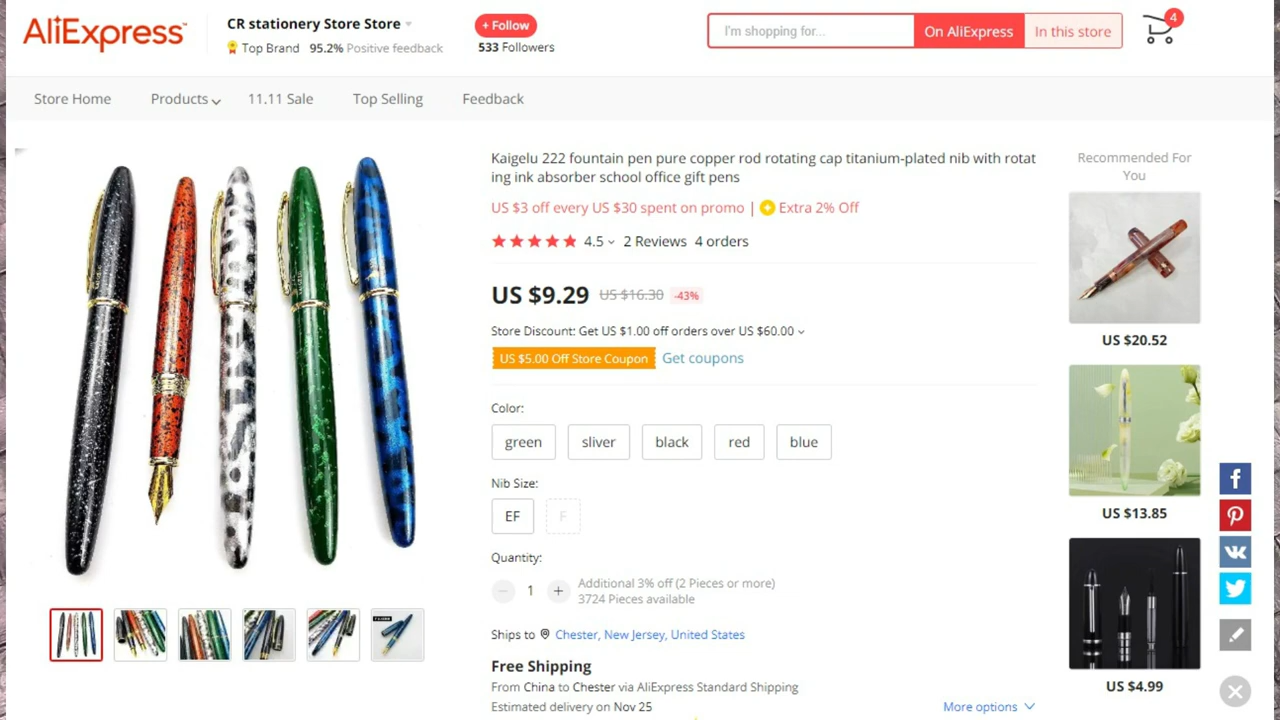 AliExpress™
CR stationery Store Store
Top Brand 95.2% Positive feedback
+ Follow
533 Followers
I'm shopping for...
On AliExpress
In this store
4
Store Home
Products
11.11 Sale
Top Selling
Feedback
Kaigelu 222 fountain pen pure copper rod rotating cap titanium-plated nib with rotat
ing ink absorber school office gift pens
US $3 off every US $30 spent on promo | Extra 2% Off
4.5 2 Reviews 4 orders
US $9.29 US $16.30 -43%
Store Discount: Get US $1.00 off orders over US $60.00
US $5.00 Off Store Coupon Get coupons
Color:
green sliver black red blue
Nib Size:
EF F
Quantity:
1
Additional 3% off (2 Pieces or more)
3724 Pieces available
Ships to Chester, New Jersey, United States
Free Shipping
From China to Chester via AliExpress Standard Shipping
Estimated delivery on Nov 25
More options
Recommended For
You
US $20.52
US $13.85
US $4.99